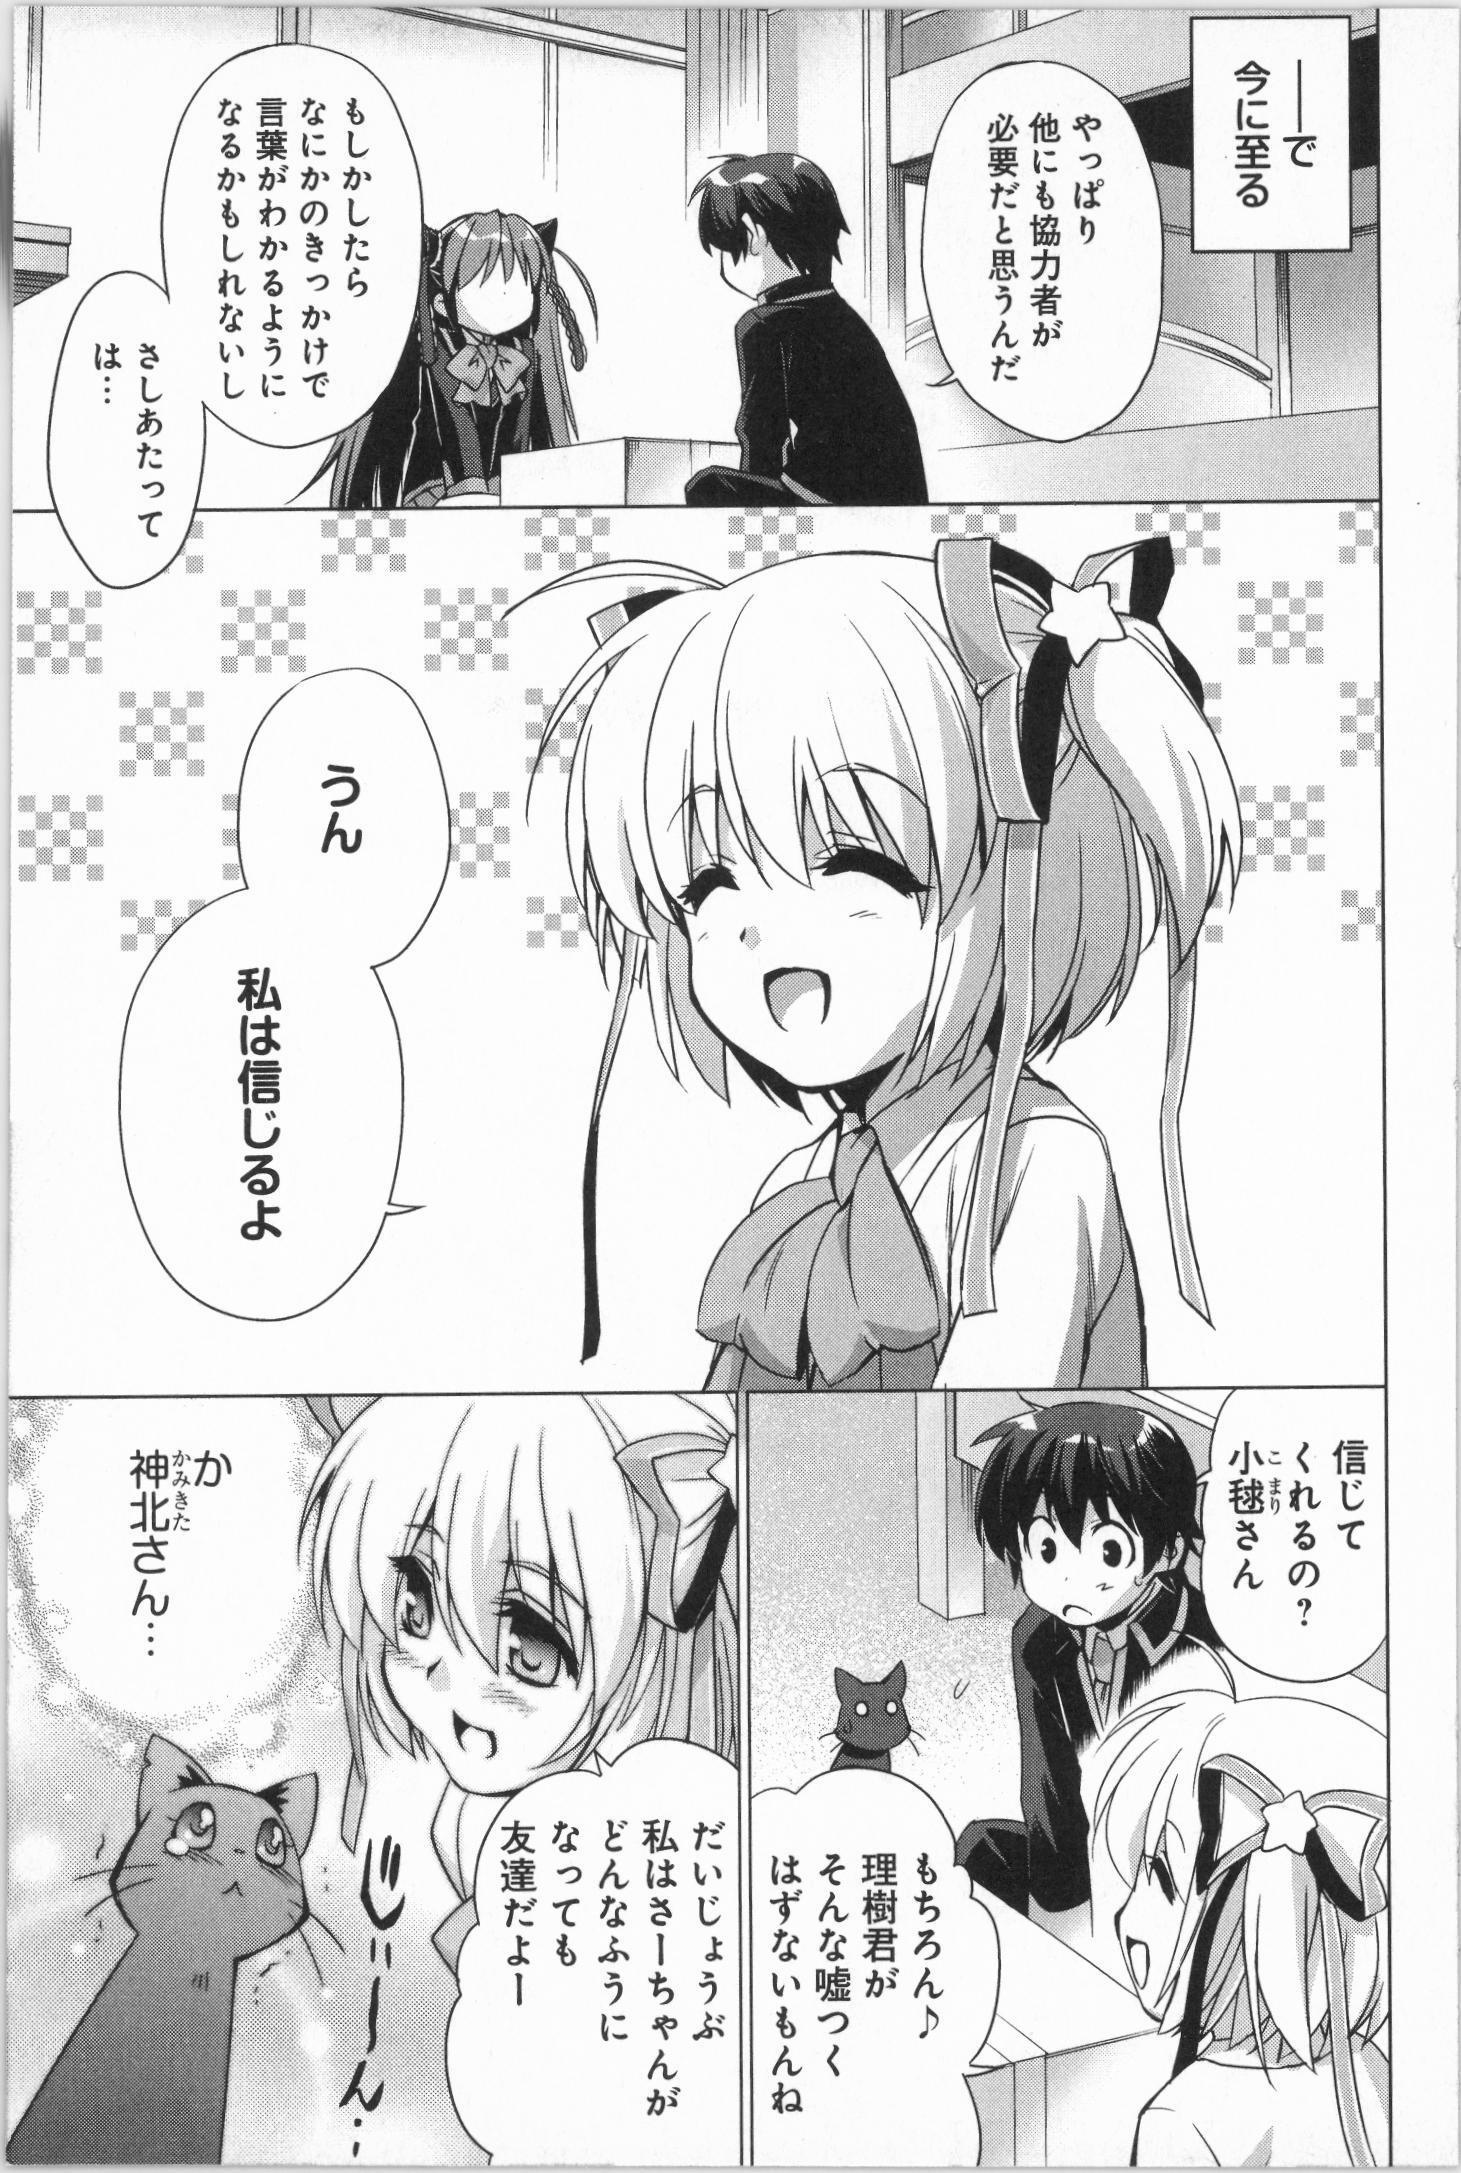 ――で
今に至る
やっぱり
他にも協力者が
必要だと思うんだ
もしかしたら
なにかのきっかけで
言葉がわかるように
なるかもしれないし
さしあたって
は…
うん
私は信じるよ
信じて
くれるの？
小毬さん
こまり
もちろん♪
理樹君が
そんな嘘つく
はずないもんね
だいじょうぶ
私はさーちゃんが
どんなふうに
なっても
友達だよー
か
神北さん…
かみきた
じぃーん…